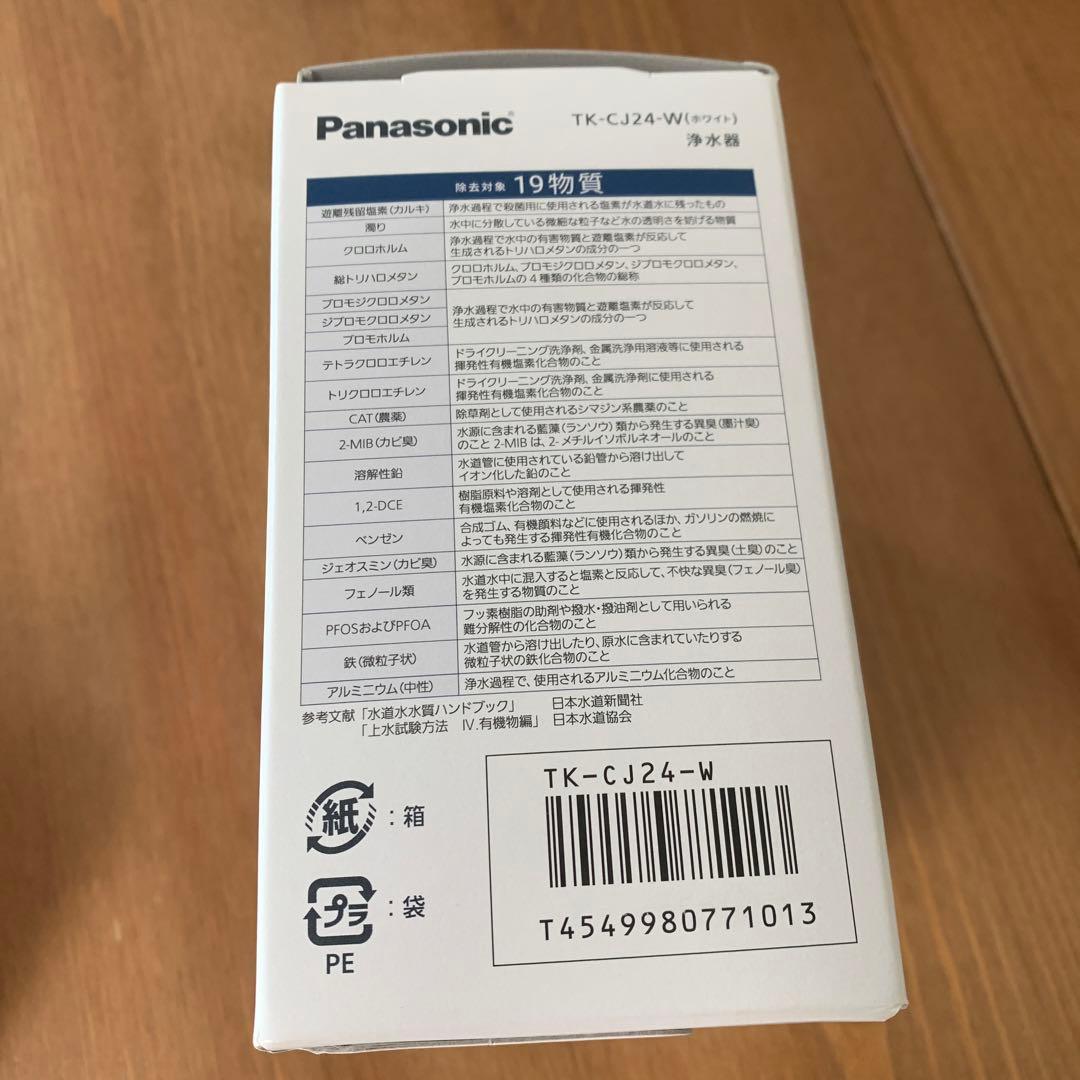 Panasonic®
TK-CJ24-W(ホワイト)
浄水器
除去対象 19物質
遊離残留塩素(カルキ) 浄水過程で殺菌用に使用される塩素が水道水に残ったもの
濁り 水中に分散している微細な粒子など水の透明さを妨げる物質
クロロホルム 浄水過程で水中の有害物質と遊離塩素が反応して
生成されるトリハロメタンの成分の一つ
総トリハロメタン クロロホルム、ブロモジクロロメタン、ジブロモクロロメタン、
ブロモホルムの4種類の化合物の総称
ブロモジクロロメタン
ジブロモクロロメタン
ブロモホルム
浄水過程で水中の有害物質と遊離塩素が反応して
生成されるトリハロメタンの成分の一つ
テトラクロロエチレン ドライクリーニング洗浄剤、金属洗浄用溶液等に使用される
揮発性有機塩素化合物のこと
トリクロロエチレン ドライクリーニング洗浄剤、金属洗浄剤に使用される
揮発性有機塩素化合物のこと
CAT(農薬) 除草剤として使用されるシマジン系農薬のこと
2-MIB(カビ臭) 水源に含まれる藍藻(ランソウ)類から発生する異臭(墨汁臭)
のこと 2-MIBは、2-メチルイソボルネオールのこと
溶解性鉛 水道管に使用されている鉛管から溶け出して
イオン化した鉛のこと
1,2-DCE 樹脂原料や溶剤として使用される揮発性
有機塩素化合物のこと
ベンゼン 合成ゴム、有機顔料などに使用されるほか、ガソリンの燃焼に
よっても発生する揮発性有機化合物のこと
ジェオスミン(カビ臭) 水源に含まれる藍藻(ランソウ)類から発生する異臭(土臭)のこと
フェノール類 水道水中に混入すると塩素と反応して、不快な異臭(フェノール臭)
を発生する物質のこと
PFOSおよびPFOA フッ素樹脂の助剤や撥水・撥油剤として用いられる
難分解性の化合物のこと
鉄(微粒子状) 水道管から溶け出したり、原水に含まれていたりする
微粒子状の鉄化合物のこと
アルミニウム(中性) 浄水過程で、使用されるアルミニウム化合物のこと
参考文献「水道水水質ハンドブック」 日本水道新聞社
「上水試験方法 Ⅳ.有機物編」 日本水道協会
紙 :箱
プラ :袋
PE
TK-CJ24-W
T4549980771013